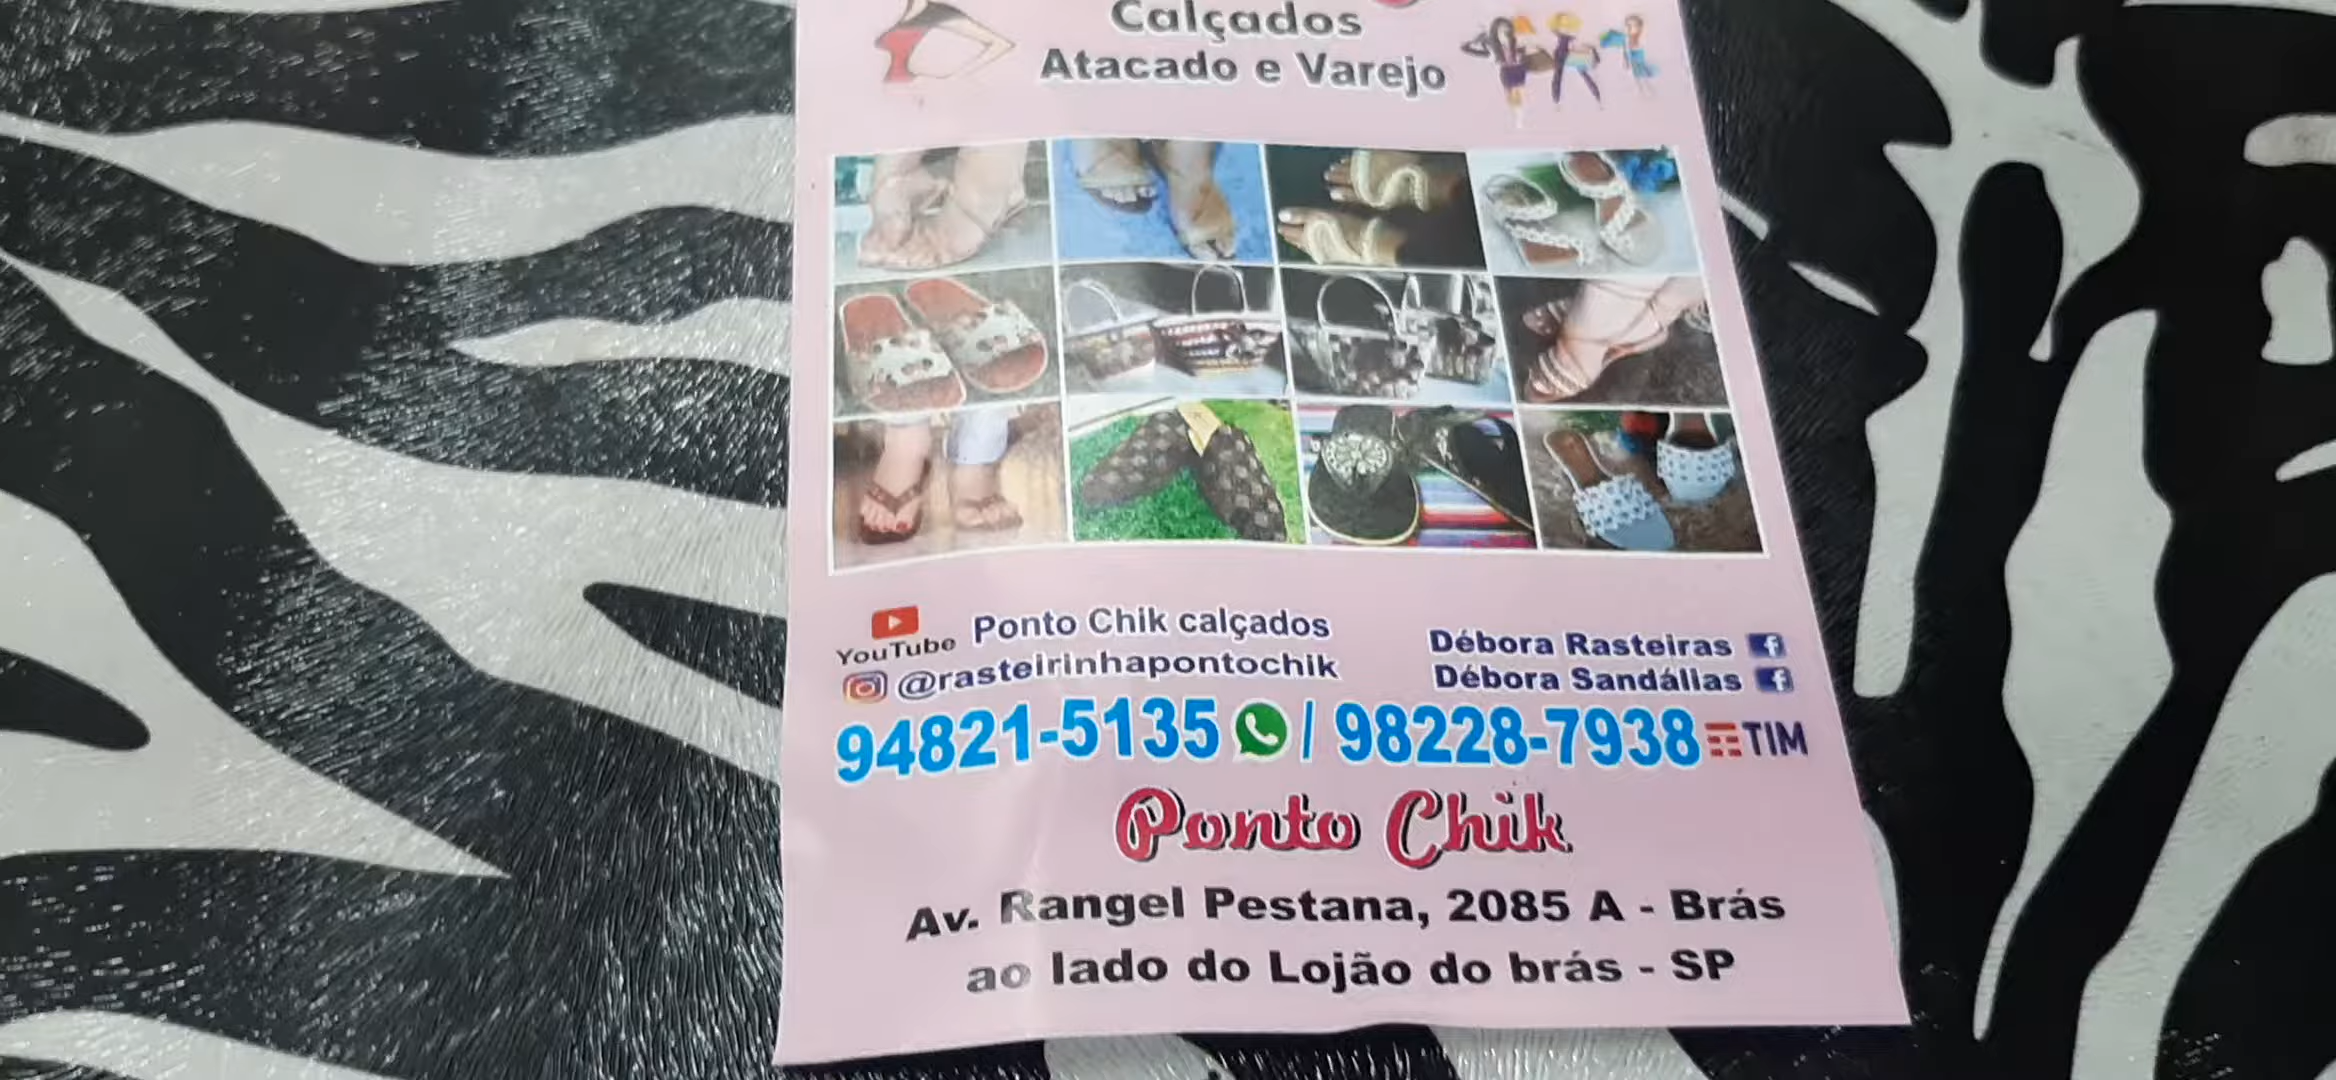 Calçados
Atacado e Varejo
YouTube Ponto Chik calçados
@rasteirinhapontochik
Débora Rasteiras
Débora Sandálias
94821-5135 / 98228-7938 TIM
Ponto Chik
Av. Rangel Pestana, 2085 A - Brás
ao lado do Lojão do brás - SP